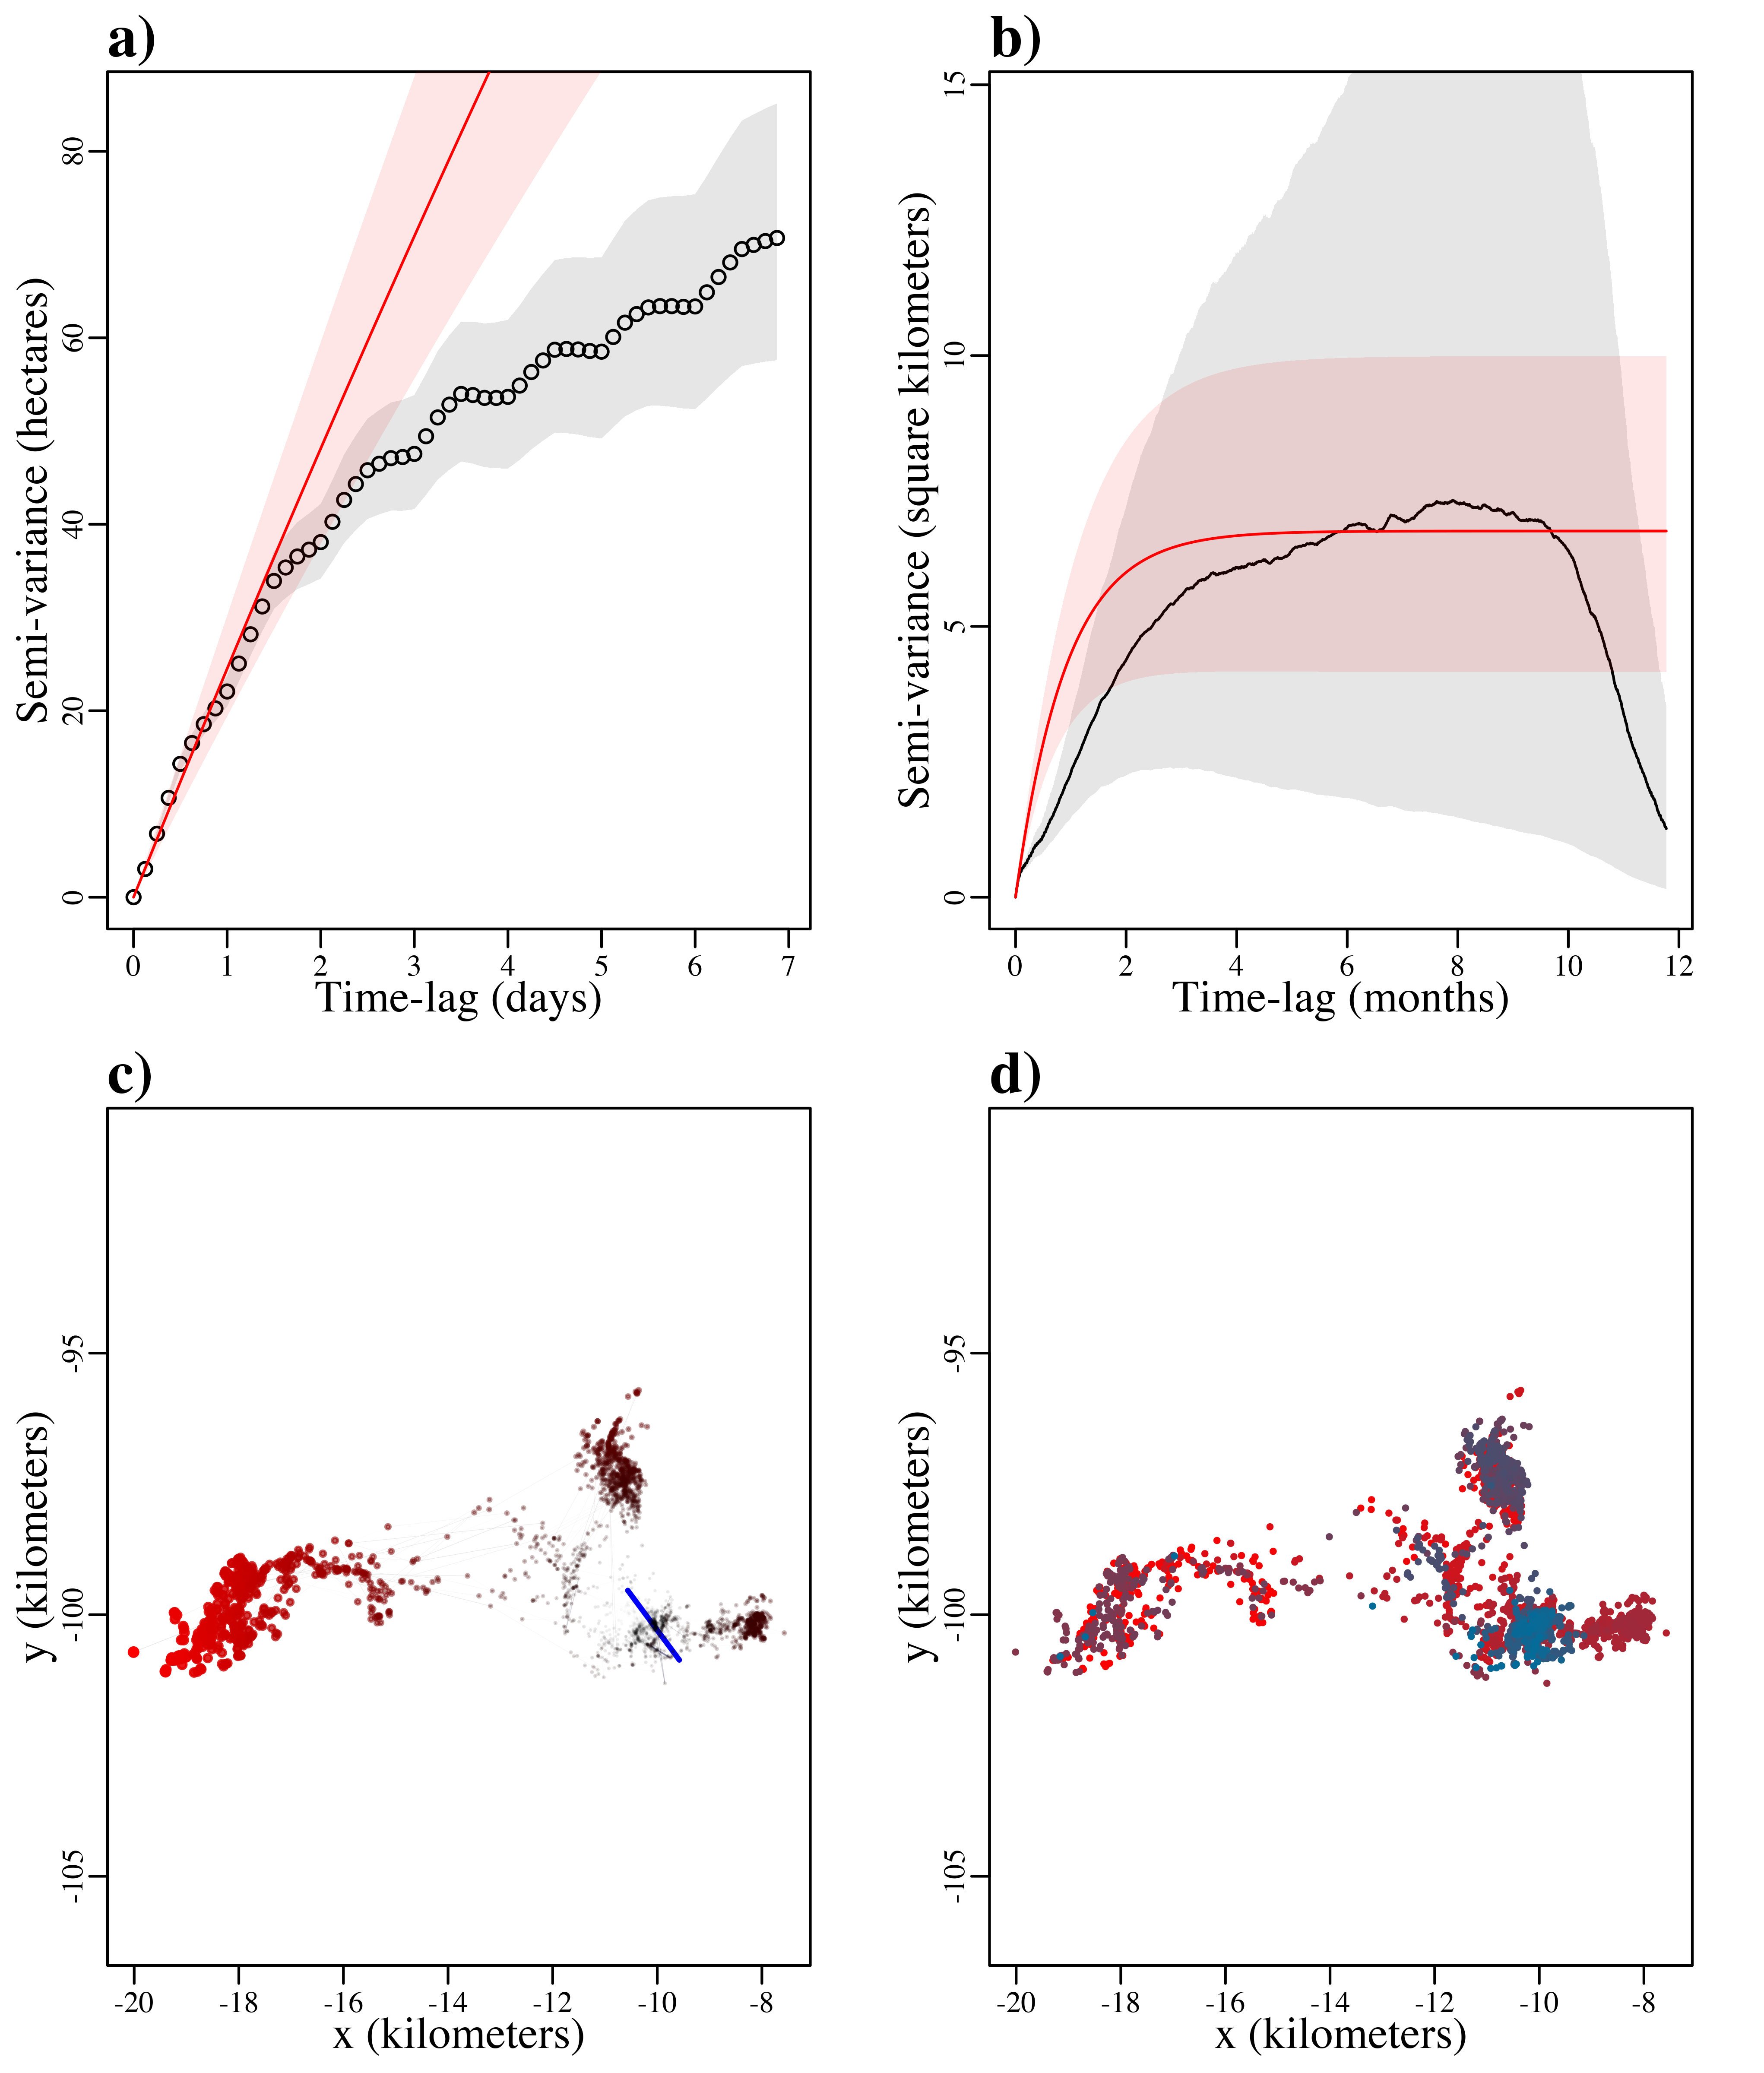 a)
Semi-variance (hectares)
80
60
40
20
0
0 1 2 3 4 5 6 7
Time-lag (days)
b)
Semi-variance (square kilometers)
15
10
5
0
0 2 4 6 8 10 12
Time-lag (months)
c)
y (kilometers)
-95
-100
-105
-20 -18 -16 -14 -12 -10 -8
x (kilometers)
d)
y (kilometers)
-95
-100
-105
-20 -18 -16 -14 -12 -10 -8
x (kilometers)